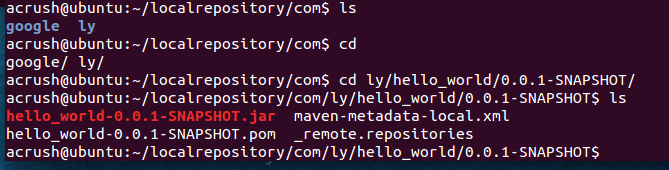 acrush@ubuntu:~/localrepository/com$ ls
google  ly
acrush@ubuntu:~/localrepository/com$ cd
google/ ly/
acrush@ubuntu:~/localrepository/com$ cd ly/hello_world/0.0.1-SNAPSHOT/
acrush@ubuntu:~/localrepository/com/ly/hello_world/0.0.1-SNAPSHOT$ ls
hello_world-0.0.1-SNAPSHOT.jar  maven-metadata-local.xml
hello_world-0.0.1-SNAPSHOT.pom  _remote.repositories
acrush@ubuntu:~/localrepository/com/ly/hello_world/0.0.1-SNAPSHOT$